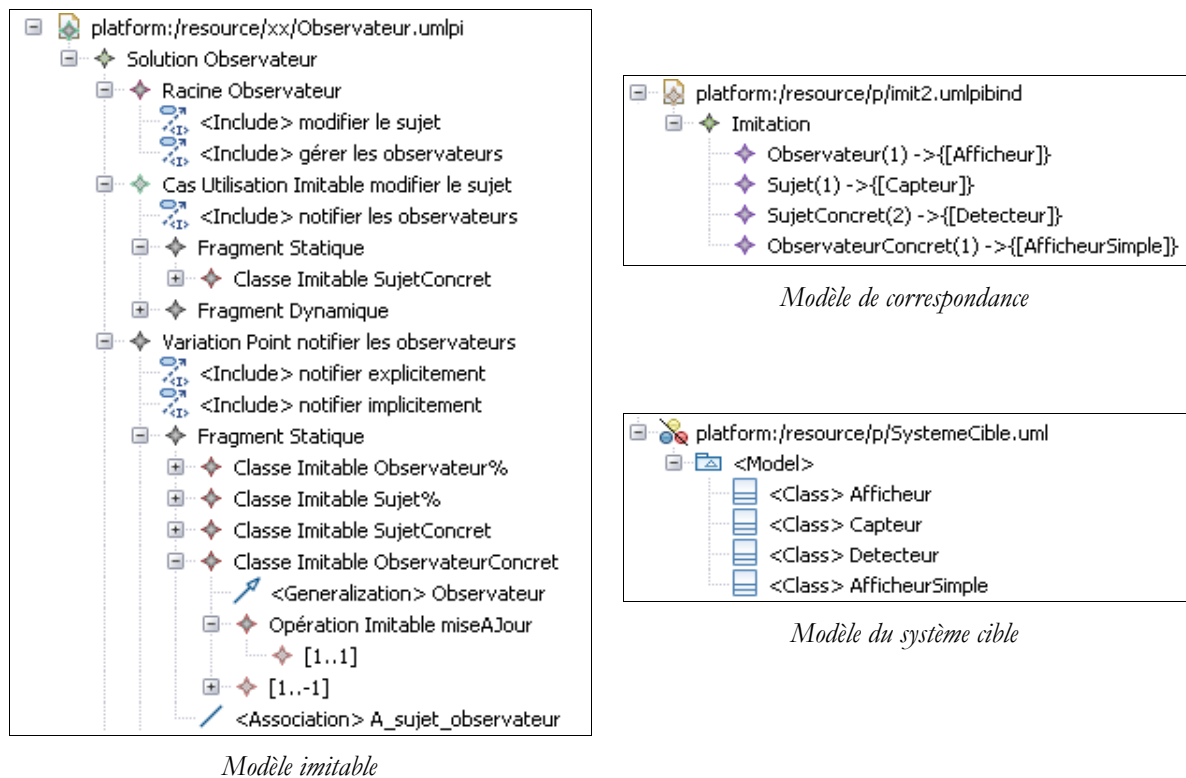 platform:/resource/xx/Observateur.umlpi
Solution Observateur
Racine Observateur
<Include> modifier le sujet
<Include> gérer les observateurs
Cas Utilisation Imitable modifier le sujet
<Include> notifier les observateurs
Fragment Statique
Classe Imitable SujetConcret
Fragment Dynamique
Variation Point notifier les observateurs
<Include> notifier explicitement
<Include> notifier implicitement
Fragment Statique
Classe Imitable Observateur%
Classe Imitable Sujet%
Classe Imitable SujetConcret
Classe Imitable ObservateurConcret
<Generalization> Observateur
Opération Imitable miseAJour
[1..1]
[1..-1]
<Association> A_sujet_observateur
Modèle imitable
platform:/resource/p/imit2.umlpibind
Imitation
Observateur(1) ->{[Afficheur]}
Sujet(1) ->{[Capteur]}
SujetConcret(2) ->{[Detecteur]}
ObservateurConcret(1) ->{[AfficheurSimple]}
Modèle de correspondance
platform:/resource/p/SystemeCible.uml
<Model>
<Class> Afficheur
<Class> Capteur
<Class> Detecteur
<Class> AfficheurSimple
Modèle du système cible